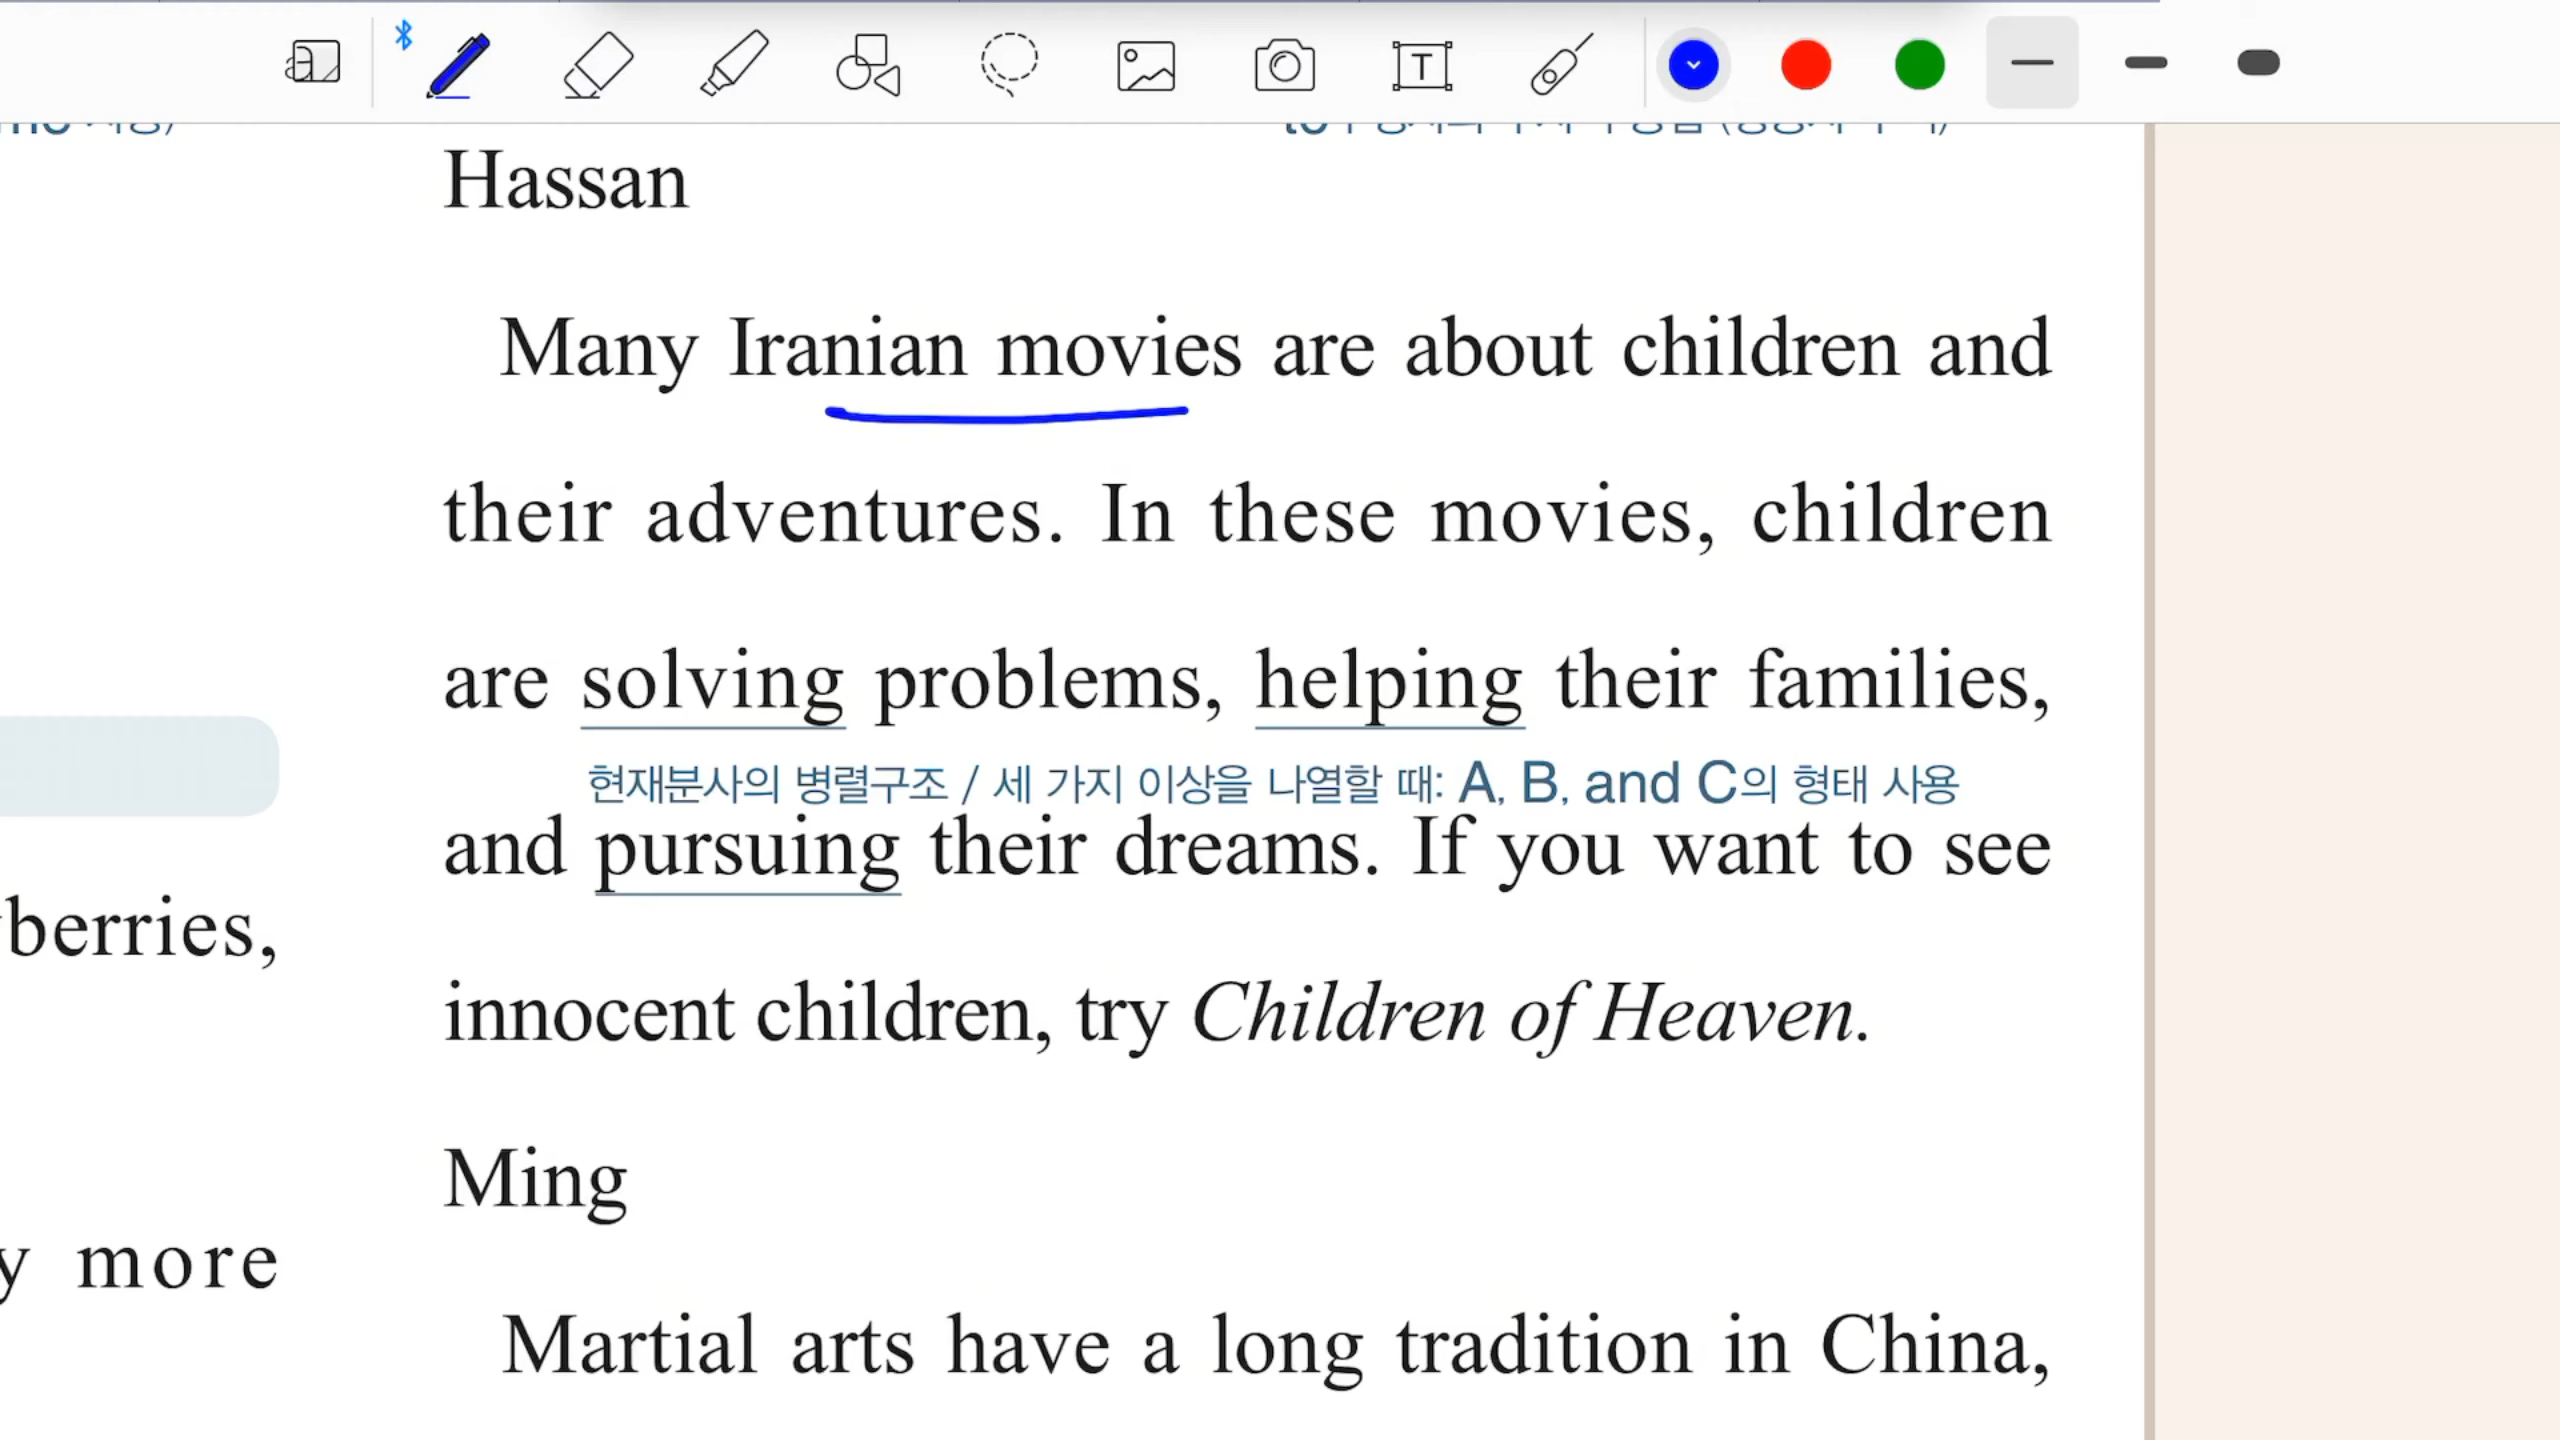 Hassan
Many Iranian movies are about children and
their adventures. In these movies, children
are solving problems, helping their families,
현재분사의 병렬구조 / 세 가지 이상을 나열할 때: A, B, and C의 형태 사용
and pursuing their dreams. If you want to see
berries,
innocent children, try Children of Heaven.
Ming
y more
Martial arts have a long tradition in China,